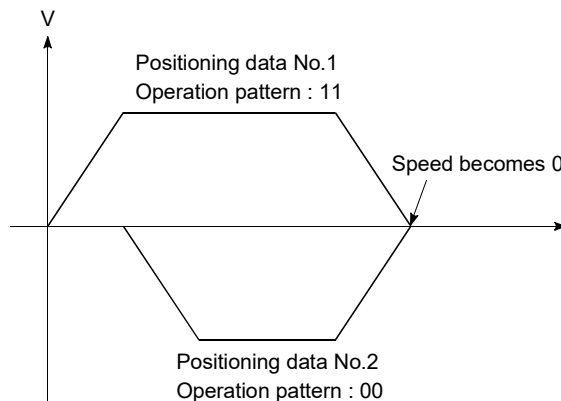 V
Positioning data No.1
Operation pattern : 11
Speed becomes 0
Positioning data No.2
Operation pattern : 00